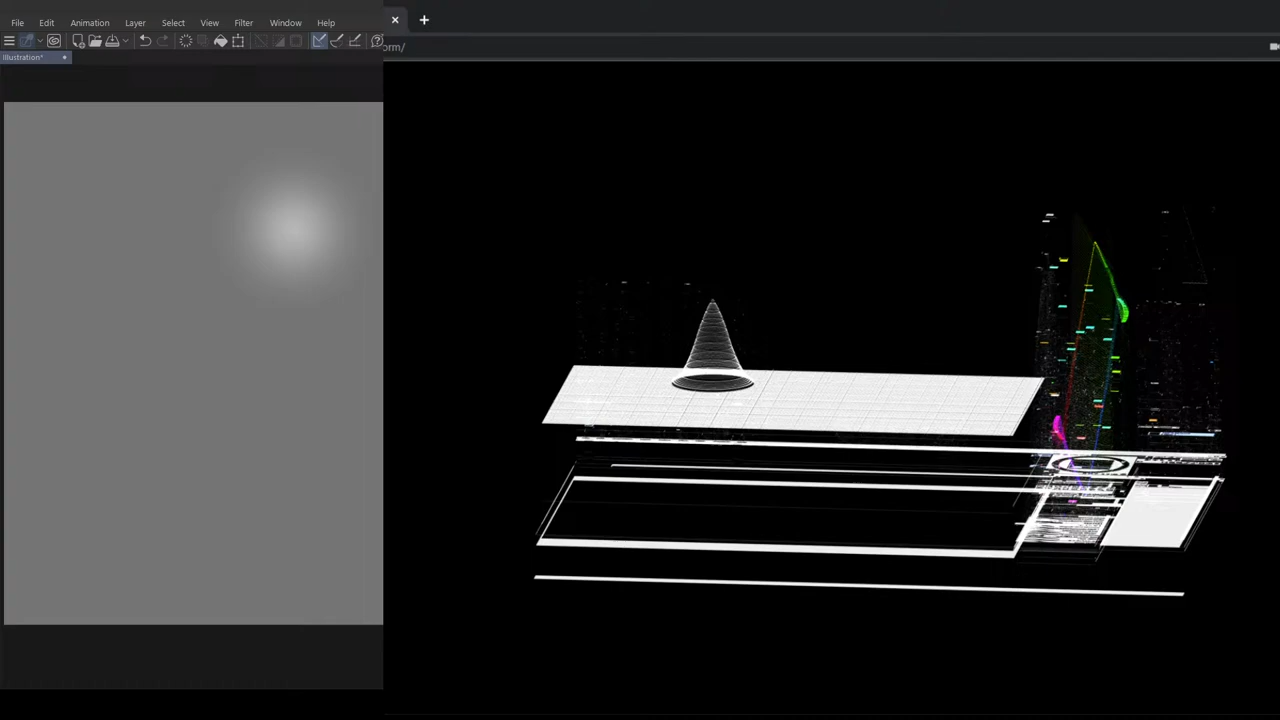 File Edit Animation Layer Select View Filter Window Help
orm/
Illustration*